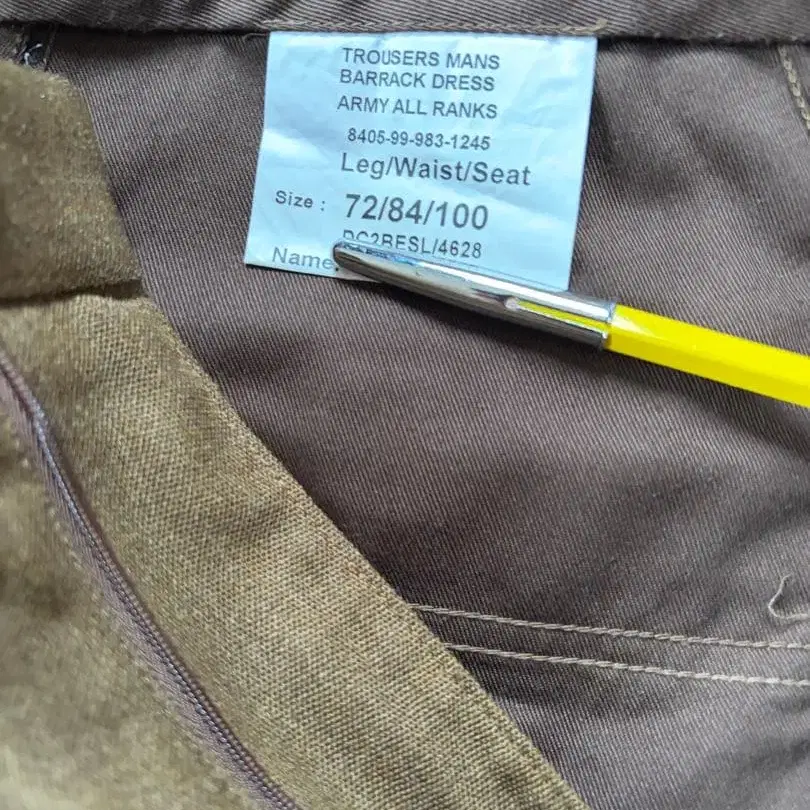 TROUSERS MANS
BARRACK DRESS
ARMY ALL RANKS
8405-99-983-1245
Leg/Waist/Seat
Size : 72/84/100
DC2BESL/4628
Name